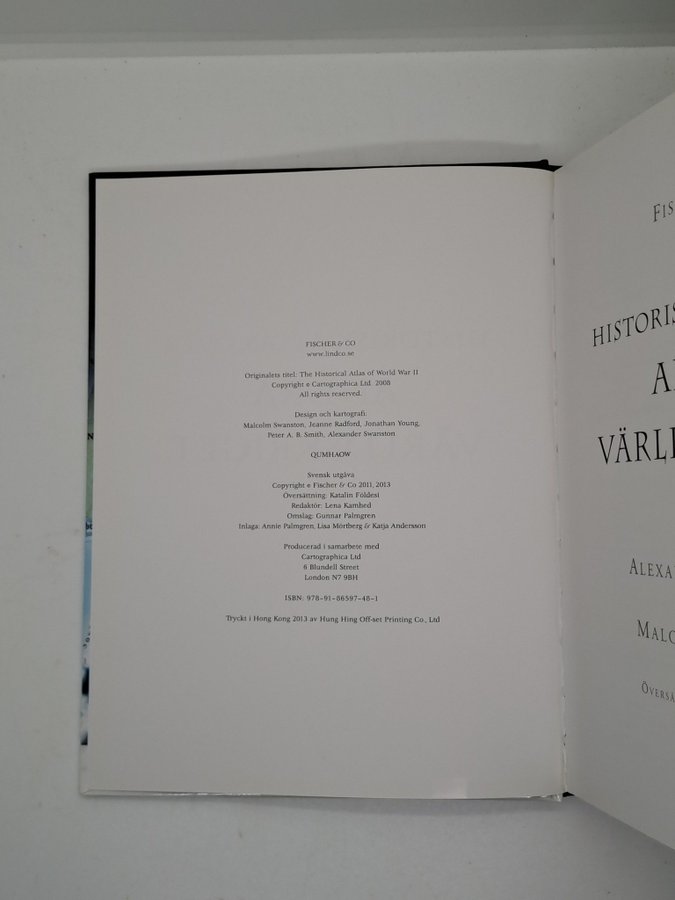 FISCHER & CO
www.lindco.se
Originalets titel: The Historical Atlas of World War II
Copyright © Cartographica Ltd. 2008
All rights reserved.
Design och kartografi:
Malcolm Swanston, Jeanne Radford, Jonathan Young,
Peter A. B. Smith, Alexander Swanston
QUMHAOW
Svensk utgåva
Copyright © Fischer & Co 2011, 2013
Översättning: Katalin Földesi
Redaktör: Lena Kamhed
Omslag: Gunnar Palmgren
Inlaga: Annie Palmgren, Lisa Mörtberg & Katja Andersson
Producerad i samarbete med
Cartographica Ltd
6 Blundell Street
London N7 9BH
ISBN: 978-91-86597-48-1
Tryckt i Hong Kong 2013 av Hung Hing Off-set Printing Co., Ltd
FIS
HISTORIS
A
VÄRL
ALEXA
MALC
ÖVERSÄ